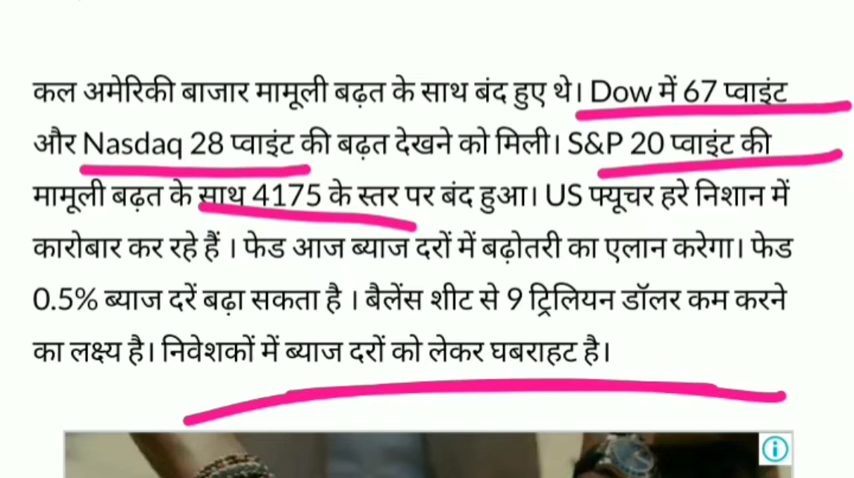 कल अमेरिकी बाजार मामूली बढ़त के साथ बंद हुए थे। Dow में 67 प्वाइंट
और Nasdaq 28 प्वाइंट की बढ़त देखने को मिली। S&P 20 प्वाइंट की
मामूली बढ़त के साथ 4175 के स्तर पर बंद हुआ। US फ्यूचर हरे निशान में
कारोबार कर रहे हैं । फेड आज ब्याज दरों में बढ़ोतरी का एलान करेगा। फेड
0.5% ब्याज दरें बढ़ा सकता है । बैलेंस शीट से 9 ट्रिलियन डॉलर कम करने
का लक्ष्य है। निवेशकों में ब्याज दरों को लेकर घबराहट है।